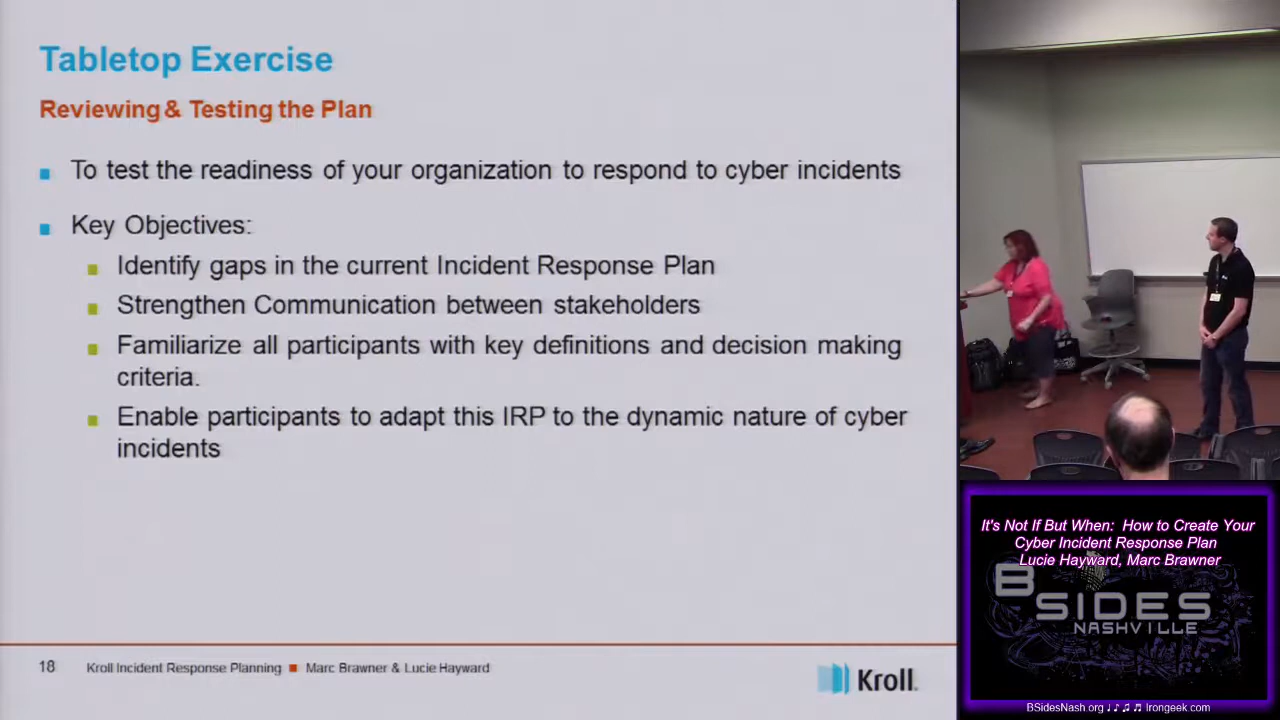 Tabletop Exercise
Reviewing & Testing the Plan
To test the readiness of your organization to respond to cyber incidents
Key Objectives:
Identify gaps in the current Incident Response Plan
Strengthen Communication between stakeholders
Familiarize all participants with key definitions and decision making
criteria.
Enable participants to adapt this IRP to the dynamic nature of cyber
incidents
18 Kroll Incident Response Planning ■ Marc Brawner & Lucie Hayward
Kroll
It's Not If But When: How to Create Your
Cyber Incident Response Plan
Lucie Hayward, Marc Brawner
BSIDES
NASHVILLE
BSidesNash.org ♩♪♫♬ Irongeek.com